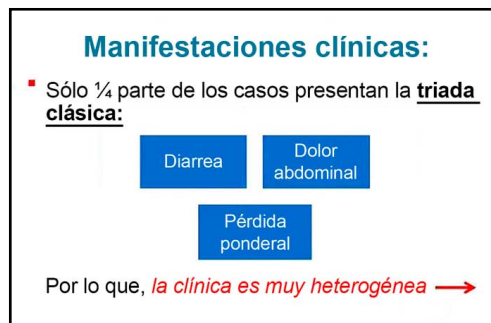 Manifestaciones clínicas:
Sólo ¼ parte de los casos presentan la triada
clásica:
Diarrea
Dolor
abdominal
Pérdida
ponderal
Por lo que, la clínica es muy heterogénea